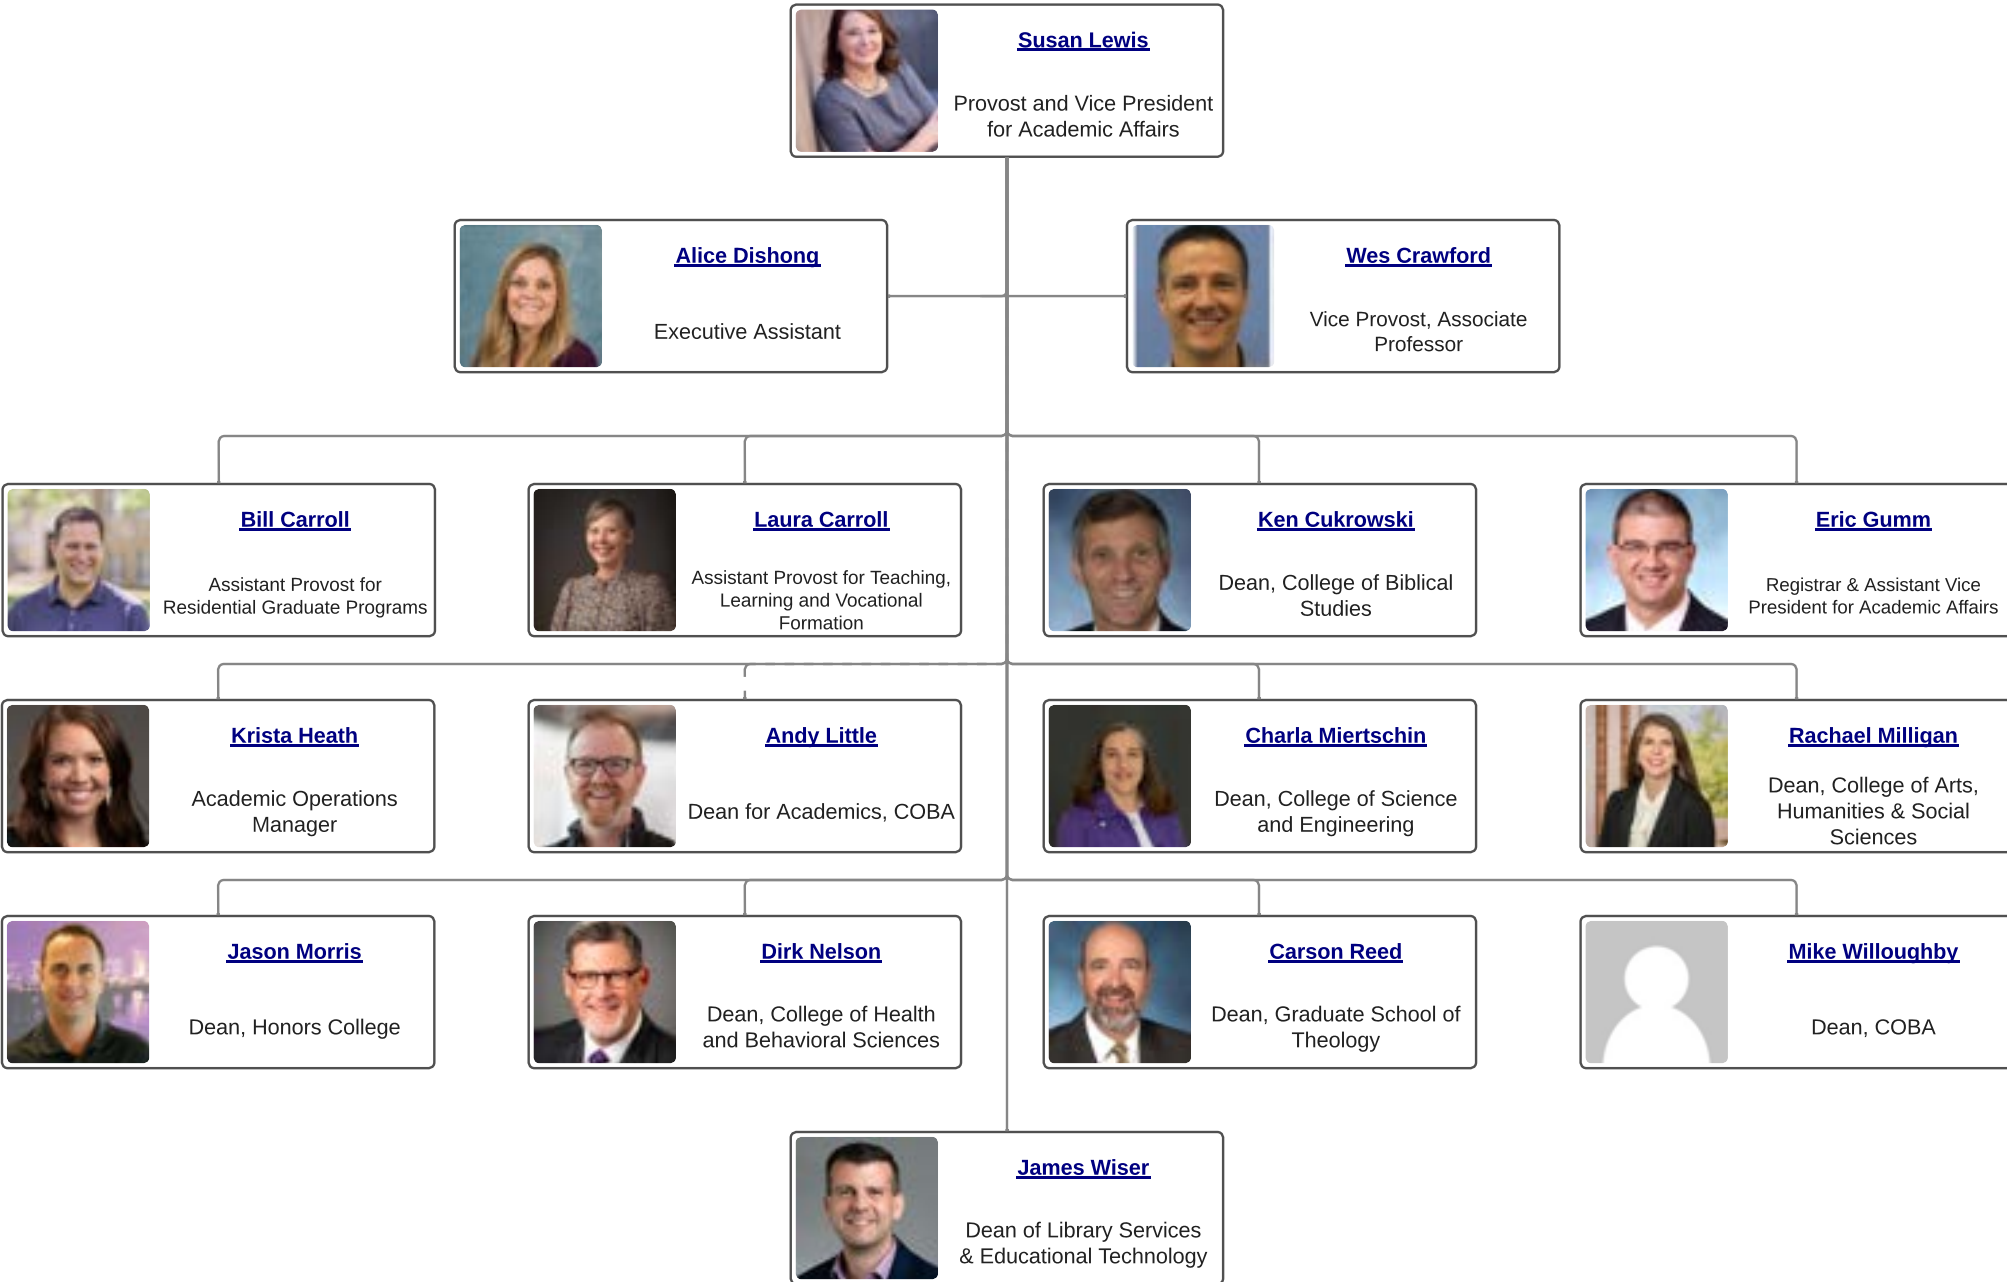 Susan Lewis
Provost and Vice President
for Academic Affairs
Alice Dishong
Executive Assistant
Wes Crawford
Vice Provost, Associate
Professor
Bill Carroll
Assistant Provost for
Residential Graduate Programs
Laura Carroll
Assistant Provost for Teaching,
Learning and Vocational
Formation
Ken Cukrowski
Dean, College of Biblical
Studies
Eric Gumm
Registrar & Assistant Vice
President for Academic Affairs
Krista Heath
Academic Operations
Manager
Andy Little
Dean for Academics, COBA
Charla Miertschin
Dean, College of Science
and Engineering
Rachael Milligan
Dean, College of Arts,
Humanities & Social
Sciences
Jason Morris
Dean, Honors College
Dirk Nelson
Dean, College of Health
and Behavioral Sciences
Carson Reed
Dean, Graduate School of
Theology
Mike Willoughby
Dean, COBA
James Wiser
Dean of Library Services
& Educational Technology